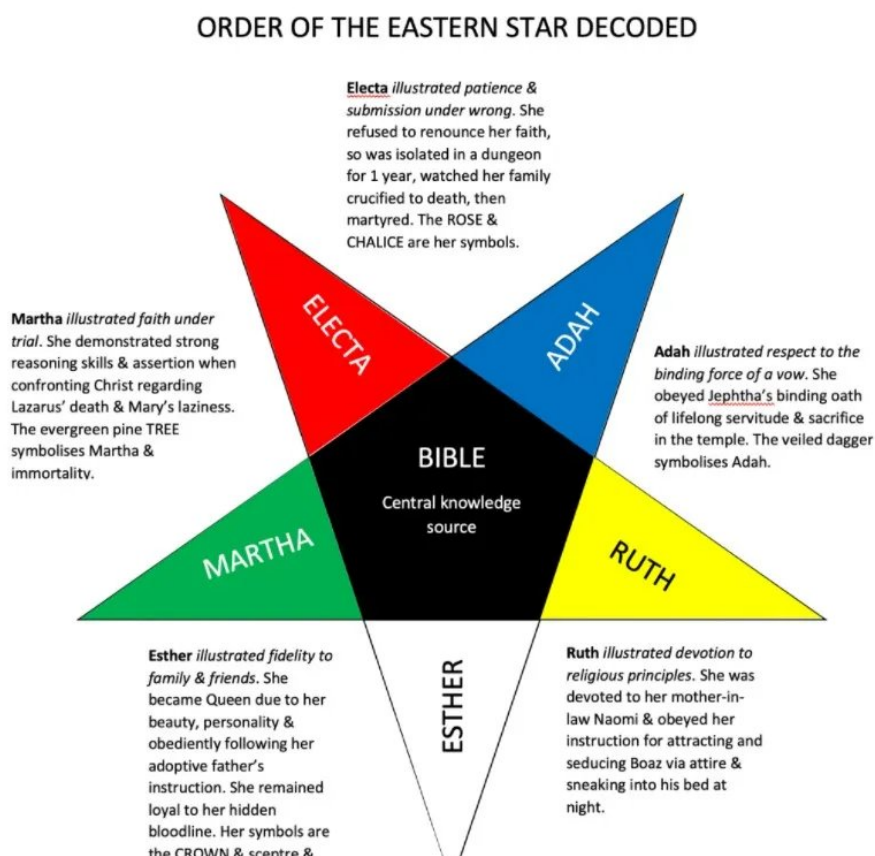 ORDER OF THE EASTERN STAR DECODED
Electa illustrated patience &
submission under wrong. She
refused to renounce her faith,
so was isolated in a dungeon
for 1 year, watched her family
crucified to death, then
martyred. The ROSE &
CHALICE are her symbols.
ELECTA
ADAH
Martha illustrated faith under
trial. She demonstrated strong
reasoning skills & assertion when
confronting Christ regarding
Lazarus’ death & Mary’s laziness.
The evergreen pine TREE
symbolises Martha &
immortality.
Adah illustrated respect to the
binding force of a vow. She
obeyed Jephtha’s binding oath
of lifelong servitude & sacrifice
in the temple. The veiled dagger
symbolises Adah.
BIBLE
Central knowledge
source
MARTHA
RUTH
Esther illustrated fidelity to
family & friends. She
became Queen due to her
beauty, personality &
obediently following her
adoptive father’s
instruction. She remained
loyal to her hidden
bloodline. Her symbols are
the CROWN & sceptre &
ESTHER
Ruth illustrated devotion to
religious principles. She was
devoted to her mother-in-
law Naomi & obeyed her
instruction for attracting and
seducing Boaz via attire &
sneaking into his bed at
night.